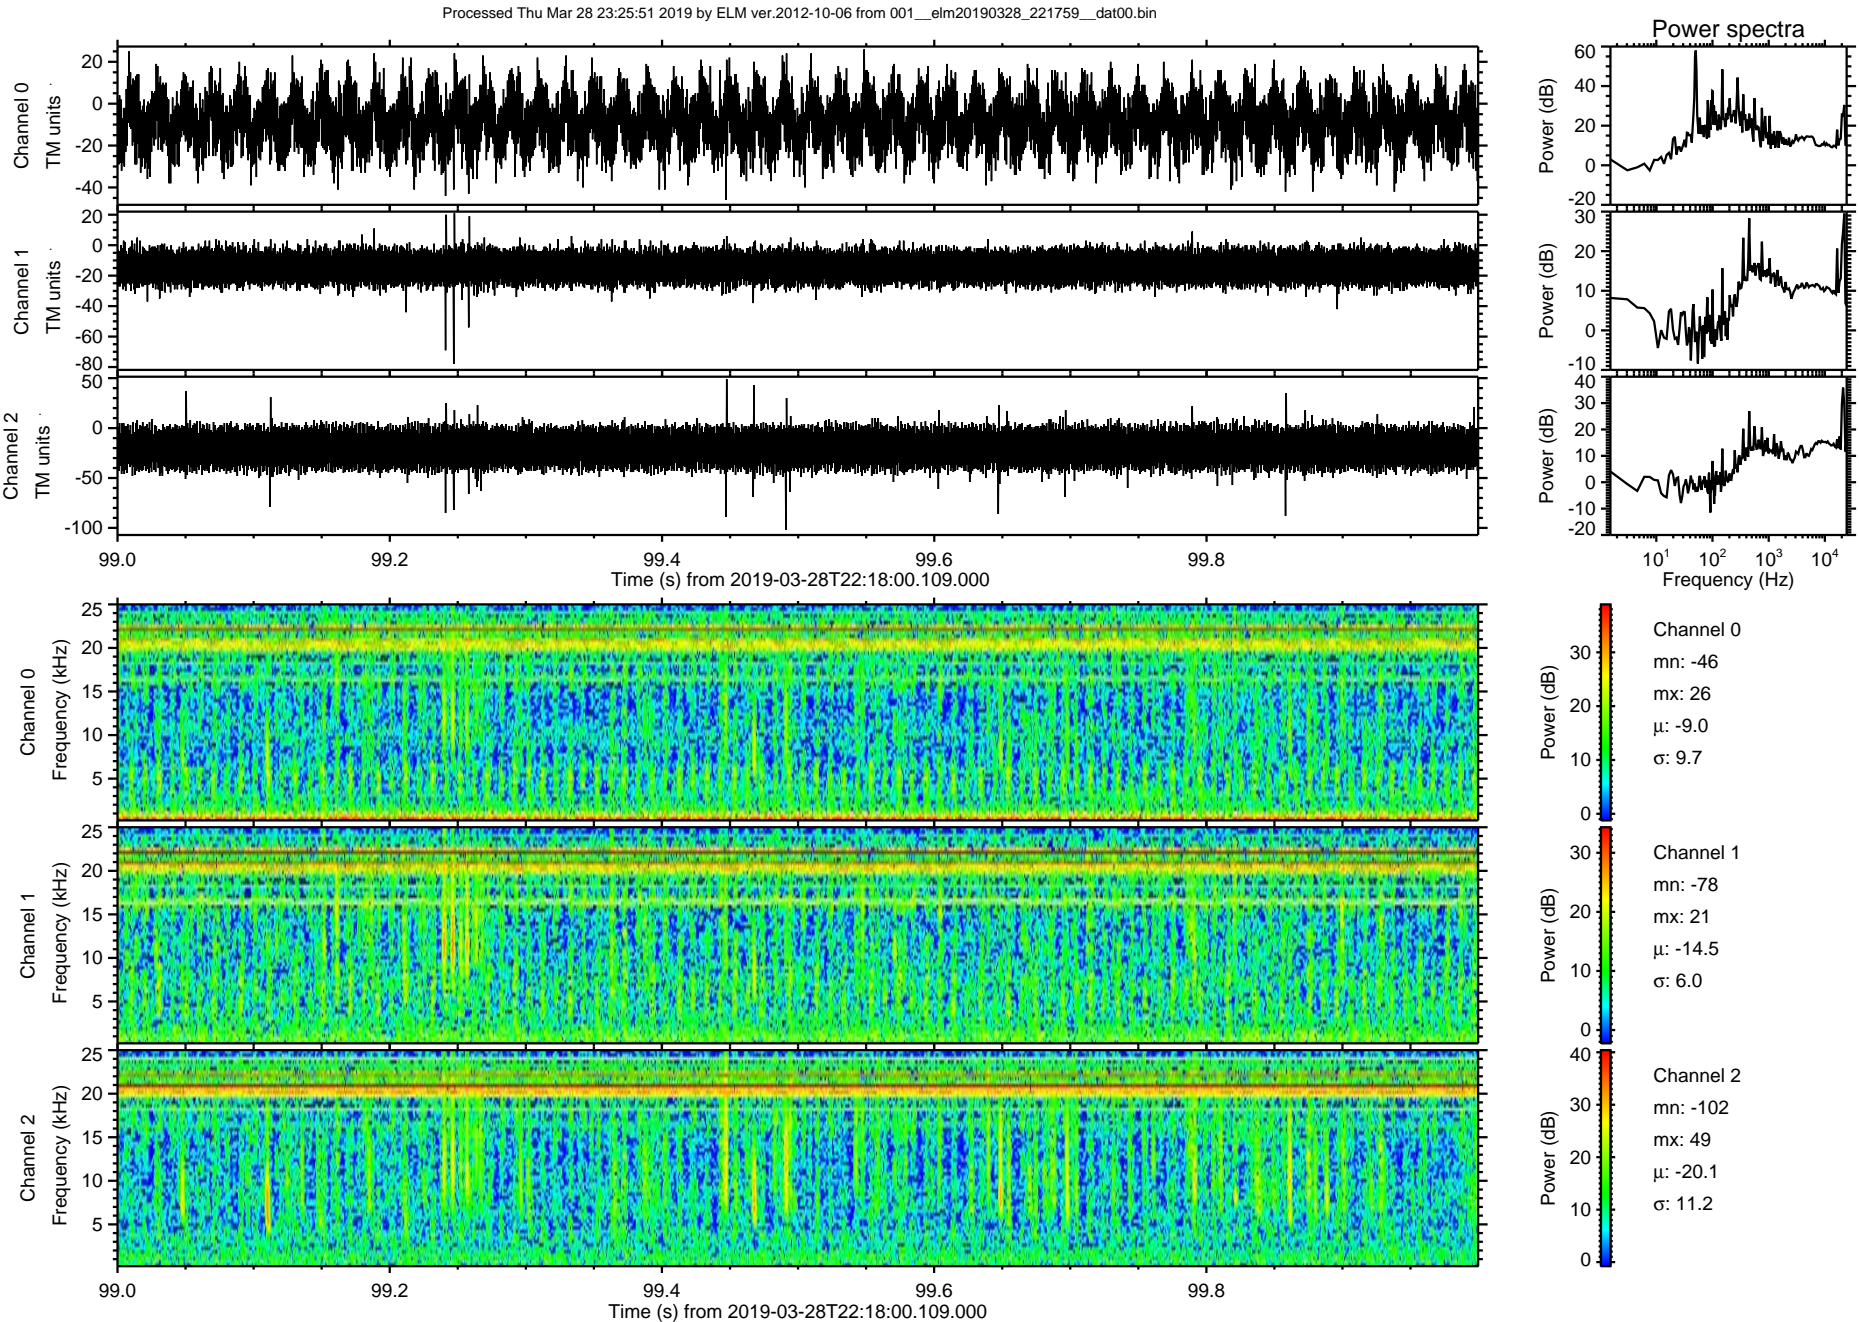 Processed Thu Mar 28 23:25:51 2019 by ELM ver.2012-10-06 from 001__elm20190328_221759__dat00.bin
Power spectra
Channel 0
TM units
20
0
-20
-40
Power (dB)
60
40
20
0
-20
Channel 1
TM units
20
0
-20
-40
-60
-80
Power (dB)
30
20
10
0
-10
Channel 2
TM units
50
0
-50
-100
Power (dB)
40
30
20
10
0
-10
-20
99.0 99.2 99.4 99.6 99.8
Time (s) from 2019-03-28T22:18:00.109.000
10^1 10^2 10^3 10^4
Frequency (Hz)
Channel 0
Frequency (kHz)
25
20
15
10
5
Power (dB)
30
20
10
0
Channel 0
mn: -46
mx: 26
μ: -9.0
σ: 9.7
Channel 1
Frequency (kHz)
25
20
15
10
5
Power (dB)
30
20
10
0
Channel 1
mn: -78
mx: 21
μ: -14.5
σ: 6.0
Channel 2
Frequency (kHz)
25
20
15
10
5
Power (dB)
40
30
20
10
0
Channel 2
mn: -102
mx: 49
μ: -20.1
σ: 11.2
99.0 99.2 99.4 99.6 99.8
Time (s) from 2019-03-28T22:18:00.109.000